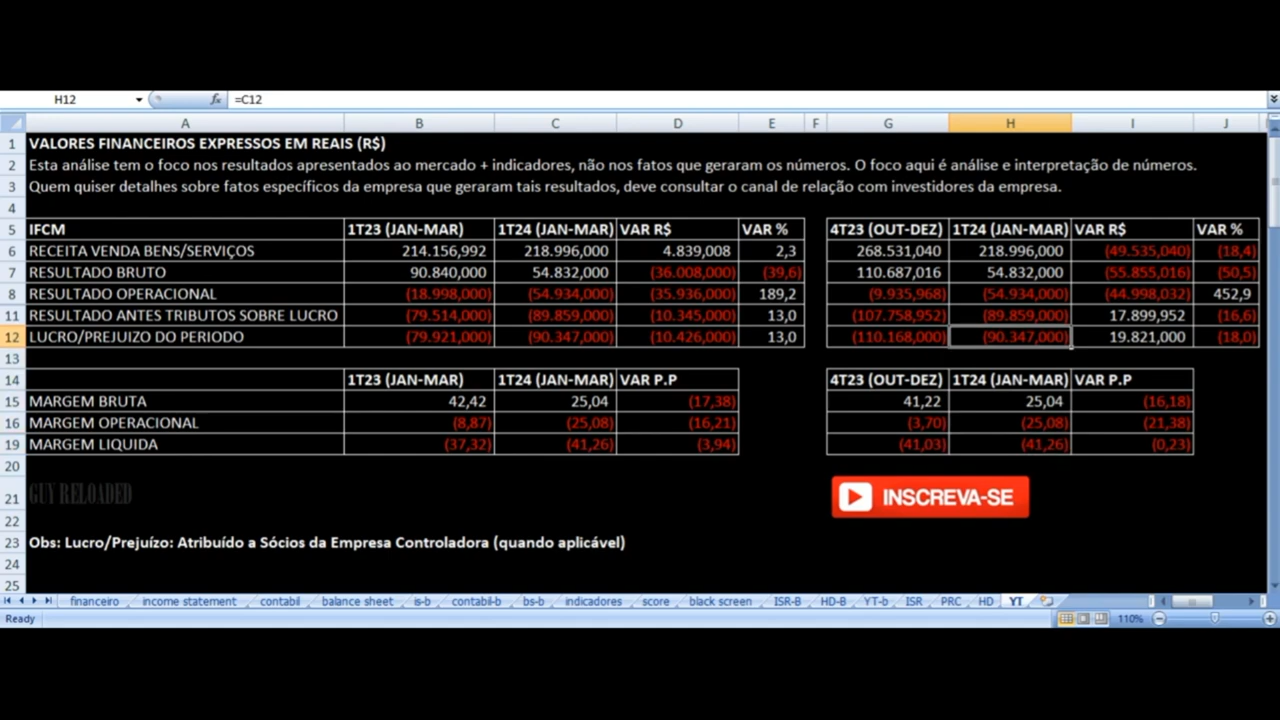 H12 fx =C12
A B C D E F G H I J
1 VALORES FINANCEIROS EXPRESSOS EM REAIS (R$)
2 Esta análise tem o foco nos resultados apresentados ao mercado + indicadores, não nos fatos que geraram os números. O foco aqui é análise e interpretação de números.
3 Quem quiser detalhes sobre fatos específicos da empresa que geraram tais resultados, deve consultar o canal de relação com investidores da empresa.
4
5 IFCM 1T23 (JAN-MAR) 1T24 (JAN-MAR) VAR R$ VAR % 4T23 (OUT-DEZ) 1T24 (JAN-MAR) VAR R$ VAR %
6 RECEITA VENDA BENS/SERVIÇOS 214.156,992 218.996,000 4.839,008 2,3 268.531,040 218.996,000 (49.535,040) (18,4)
7 RESULTADO BRUTO 90.840,000 54.832,000 (36.008,000) (39,6) 110.687,016 54.832,000 (55.855,016) (50,5)
8 RESULTADO OPERACIONAL (18.998,000) (54.934,000) (35.936,000) 189,2 (9.935,968) (54.934,000) (44.998,032) 452,9
11 RESULTADO ANTES TRIBUTOS SOBRE LUCRO (79.514,000) (89.859,000) (10.345,000) 13,0 (107.758,952) (89.859,000) 17.899,952 (16,6)
12 LUCRO/PREJUIZO DO PERIODO (79.921,000) (90.347,000) (10.426,000) 13,0 (110.168,000) (90.347,000) 19.821,000 (18,0)
13
14 1T23 (JAN-MAR) 1T24 (JAN-MAR) VAR P.P 4T23 (OUT-DEZ) 1T24 (JAN-MAR) VAR P.P
15 MARGEM BRUTA 42,42 25,04 (17,38) 41,22 25,04 (16,18)
16 MARGEM OPERACIONAL (8,87) (25,08) (16,21) (3,70) (25,08) (21,38)
19 MARGEM LIQUIDA (37,32) (41,26) (3,94) (41,03) (41,26) (0,23)
20
21 GUY RELOADED INSCREVA-SE
22
23 Obs: Lucro/Prejuízo: Atribuído a Sócios da Empresa Controladora (quando aplicável)
24
25
financeiro income statement contabil balance sheet is-b contabil-b bs-b indicadores score black screen ISR-B HD-B YT-b ISR PRC HD YT
Ready 110%